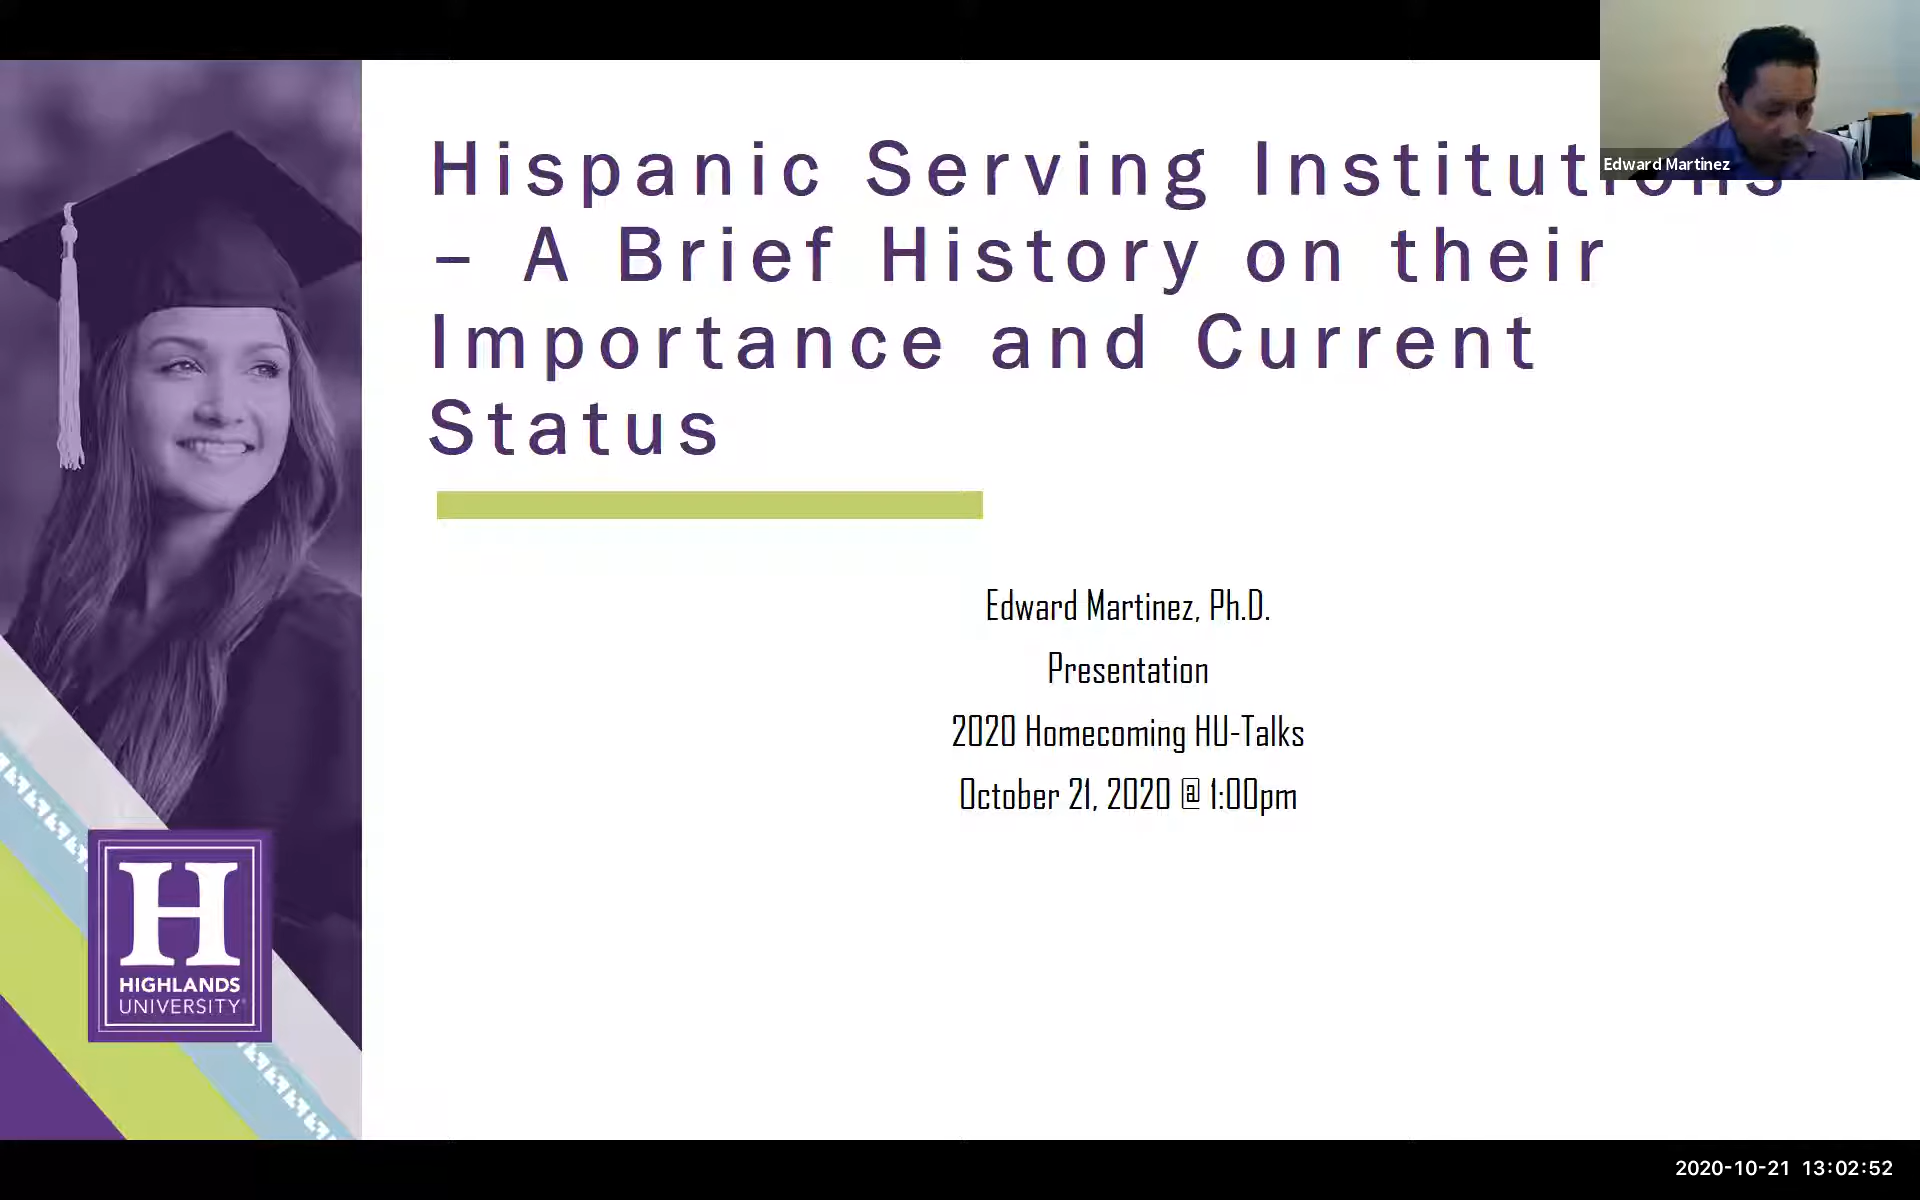 Hispanic Serving Institutions
– A Brief History on their
Importance and Current
Status
Edward Martinez
Edward Martinez, Ph.D.
Presentation
2020 Homecoming HU-Talks
October 21, 2020 @ 1:00pm
H
HIGHLANDS
UNIVERSITY
2020-10-21 13:02:52